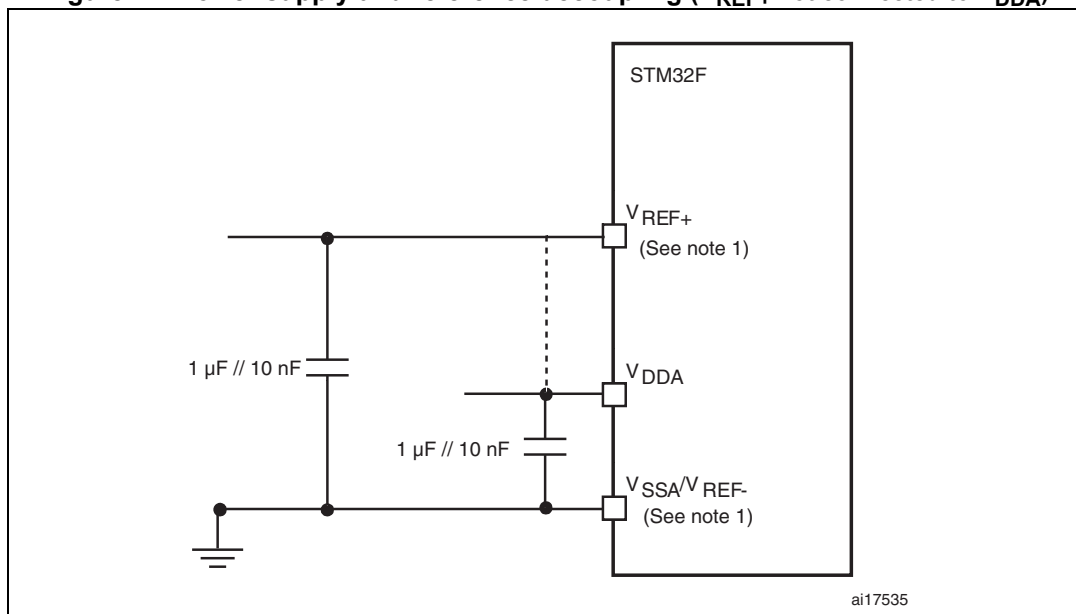 STM32F
VREF+
(See note 1)
1 µF // 10 nF
VDDA
1 µF // 10 nF
VSSA/VREF-
(See note 1)
ai17535